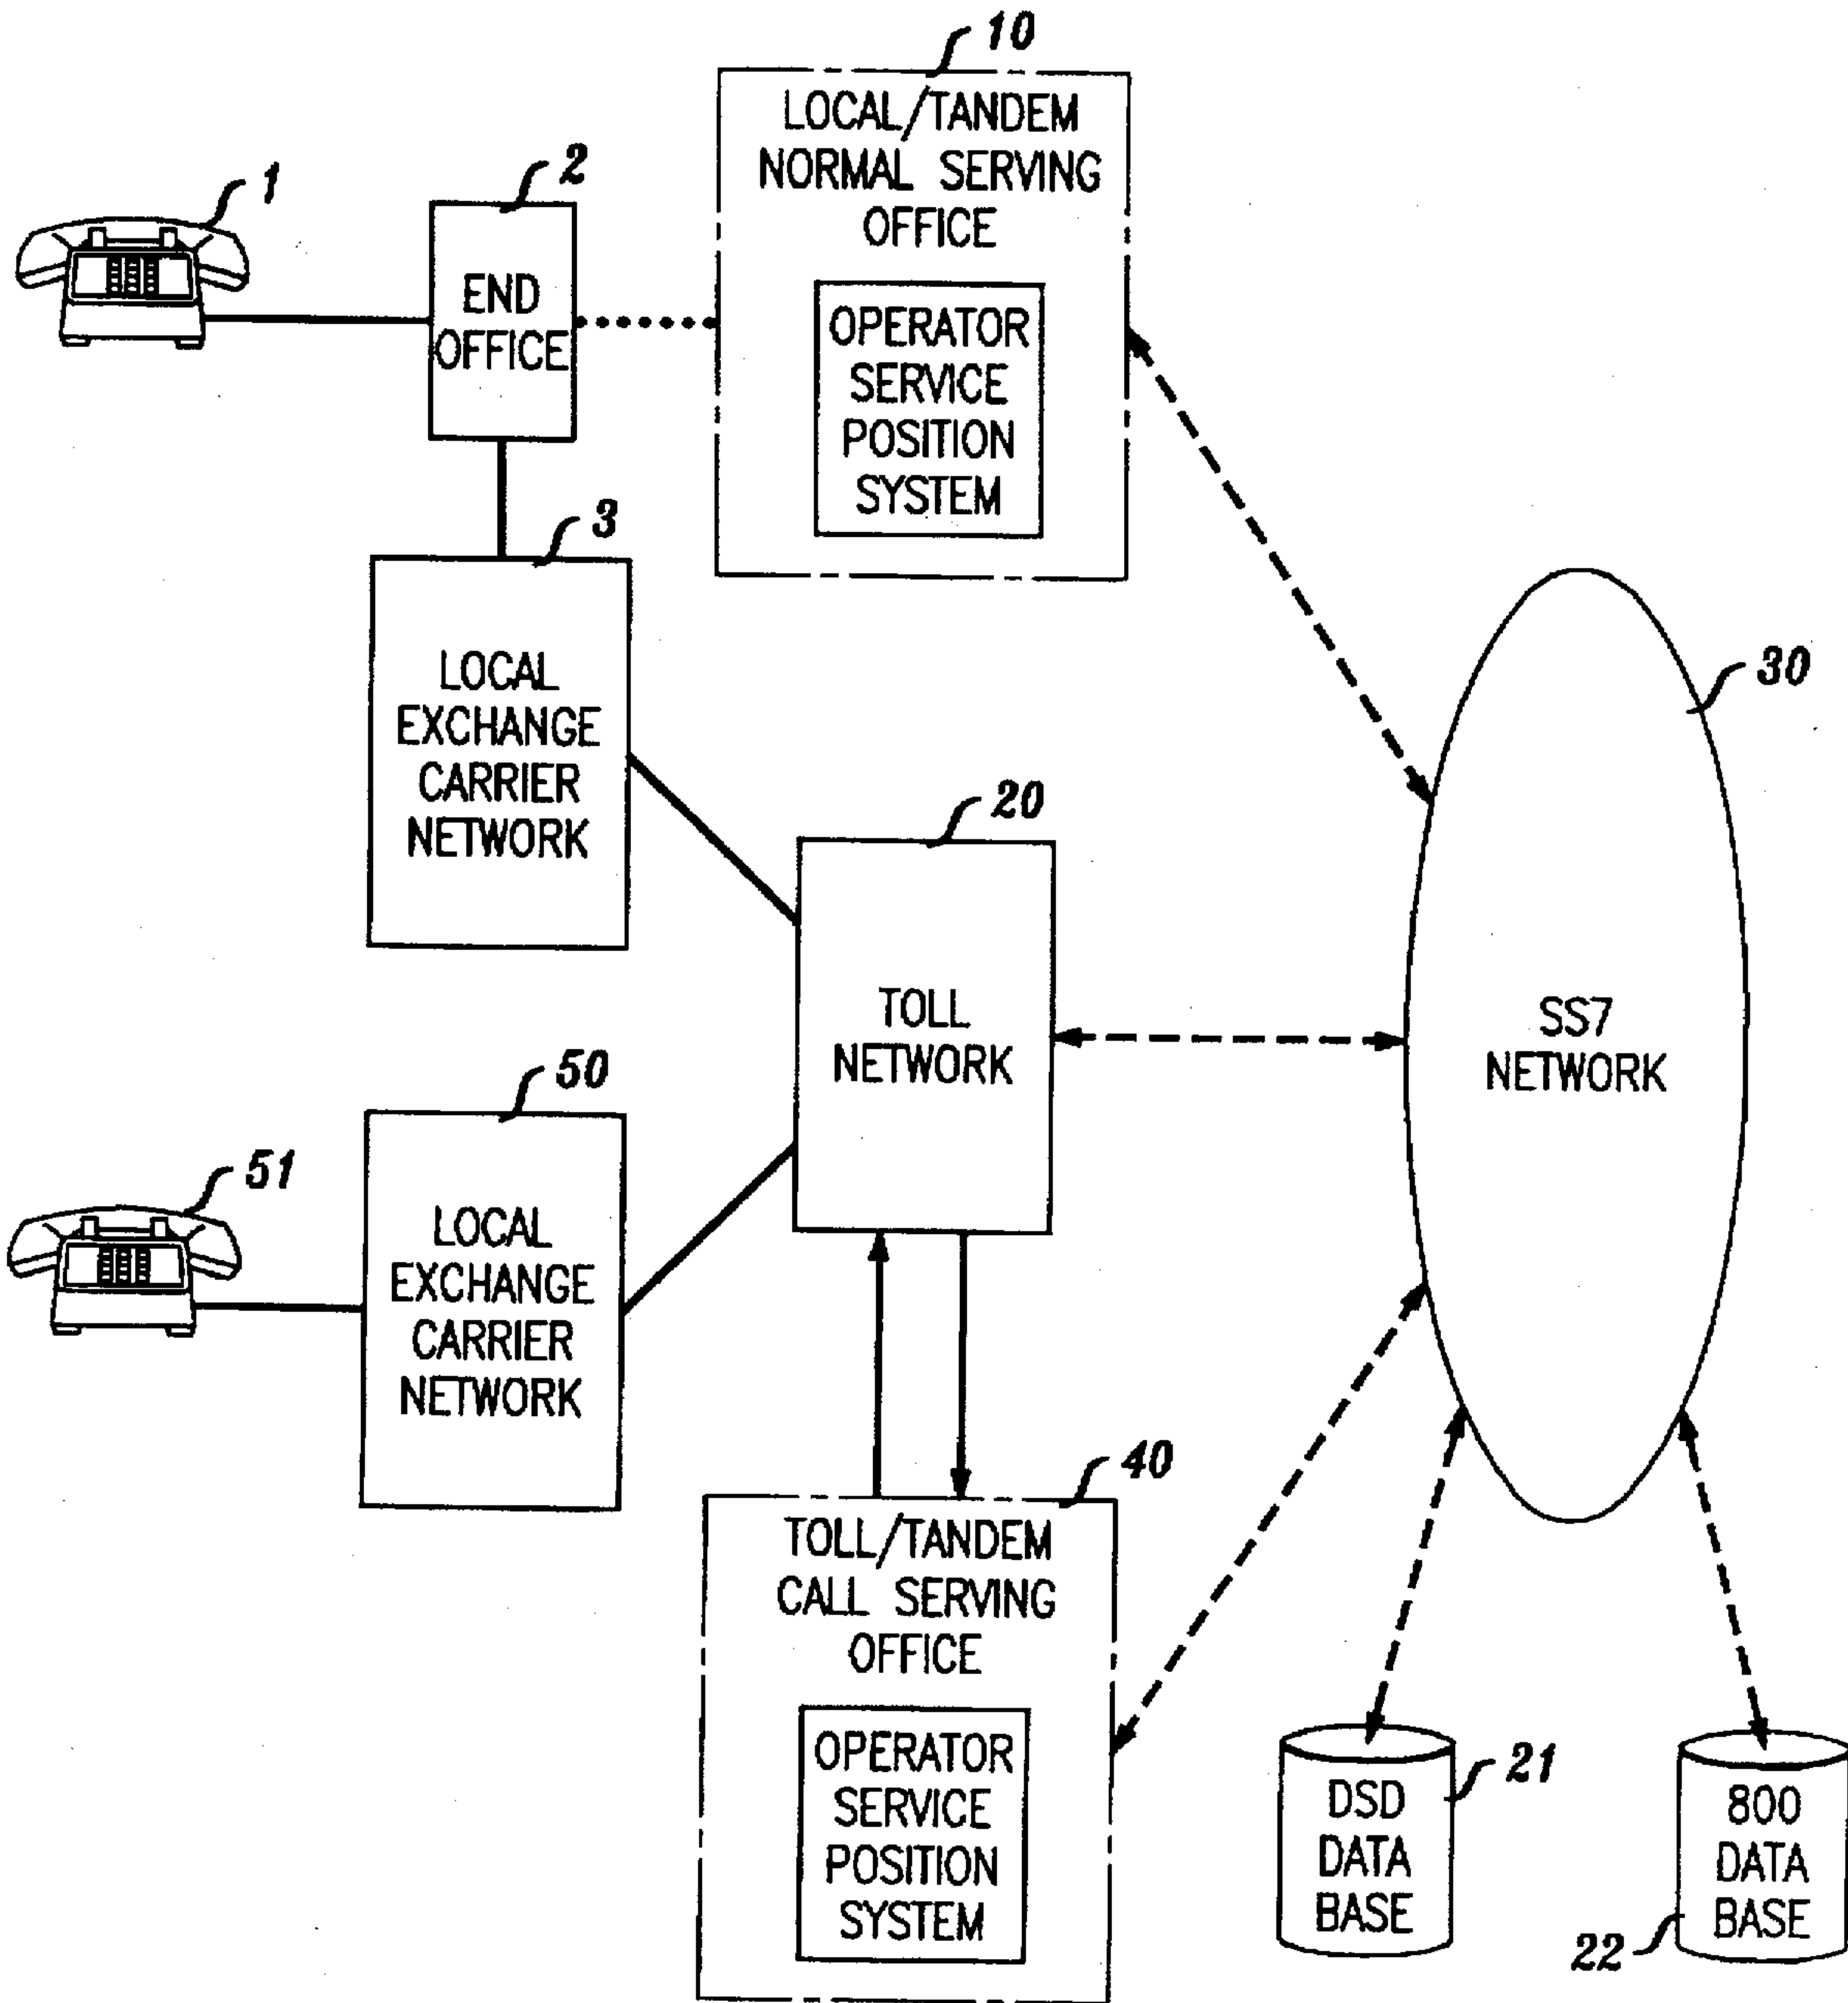 10
LOCAL/TANDEM
NORMAL SERVING
OFFICE
OPERATOR
SERVICE
POSITION
SYSTEM
1
2
END
OFFICE
3
LOCAL
EXCHANGE
CARRIER
NETWORK
30
SS7
NETWORK
20
TOLL
NETWORK
50
LOCAL
EXCHANGE
CARRIER
NETWORK
51
40
TOLL/TANDEM
CALL SERVING
OFFICE
OPERATOR
SERVICE
POSITION
SYSTEM
21
DSD
DATA
BASE
22
800
DATA
BASE